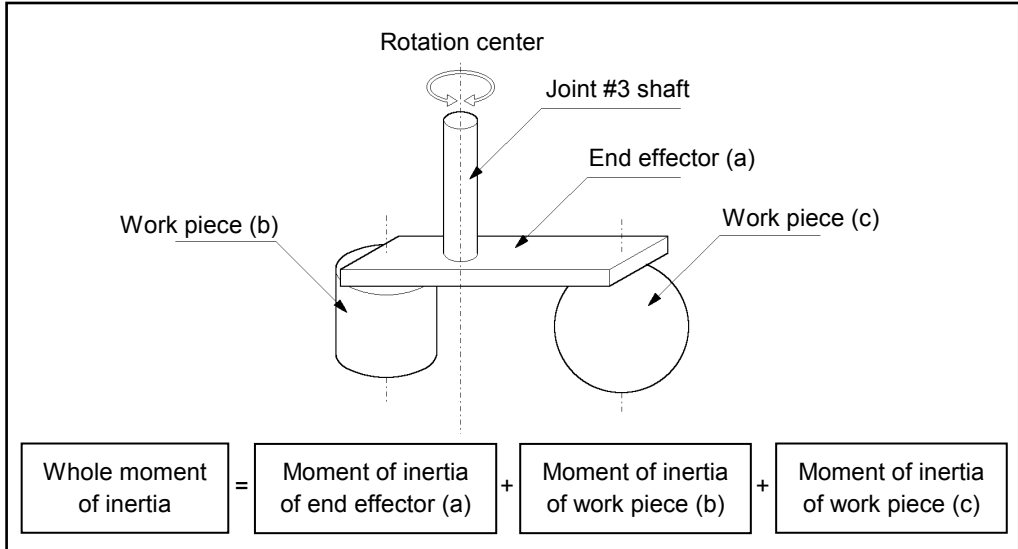 Rotation center
Joint #3 shaft
End effector (a)
Work piece (b)
Work piece (c)
Whole moment
of inertia
=
Moment of inertia
of end effector (a)
+
Moment of inertia
of work piece (b)
+
Moment of inertia
of work piece (c)